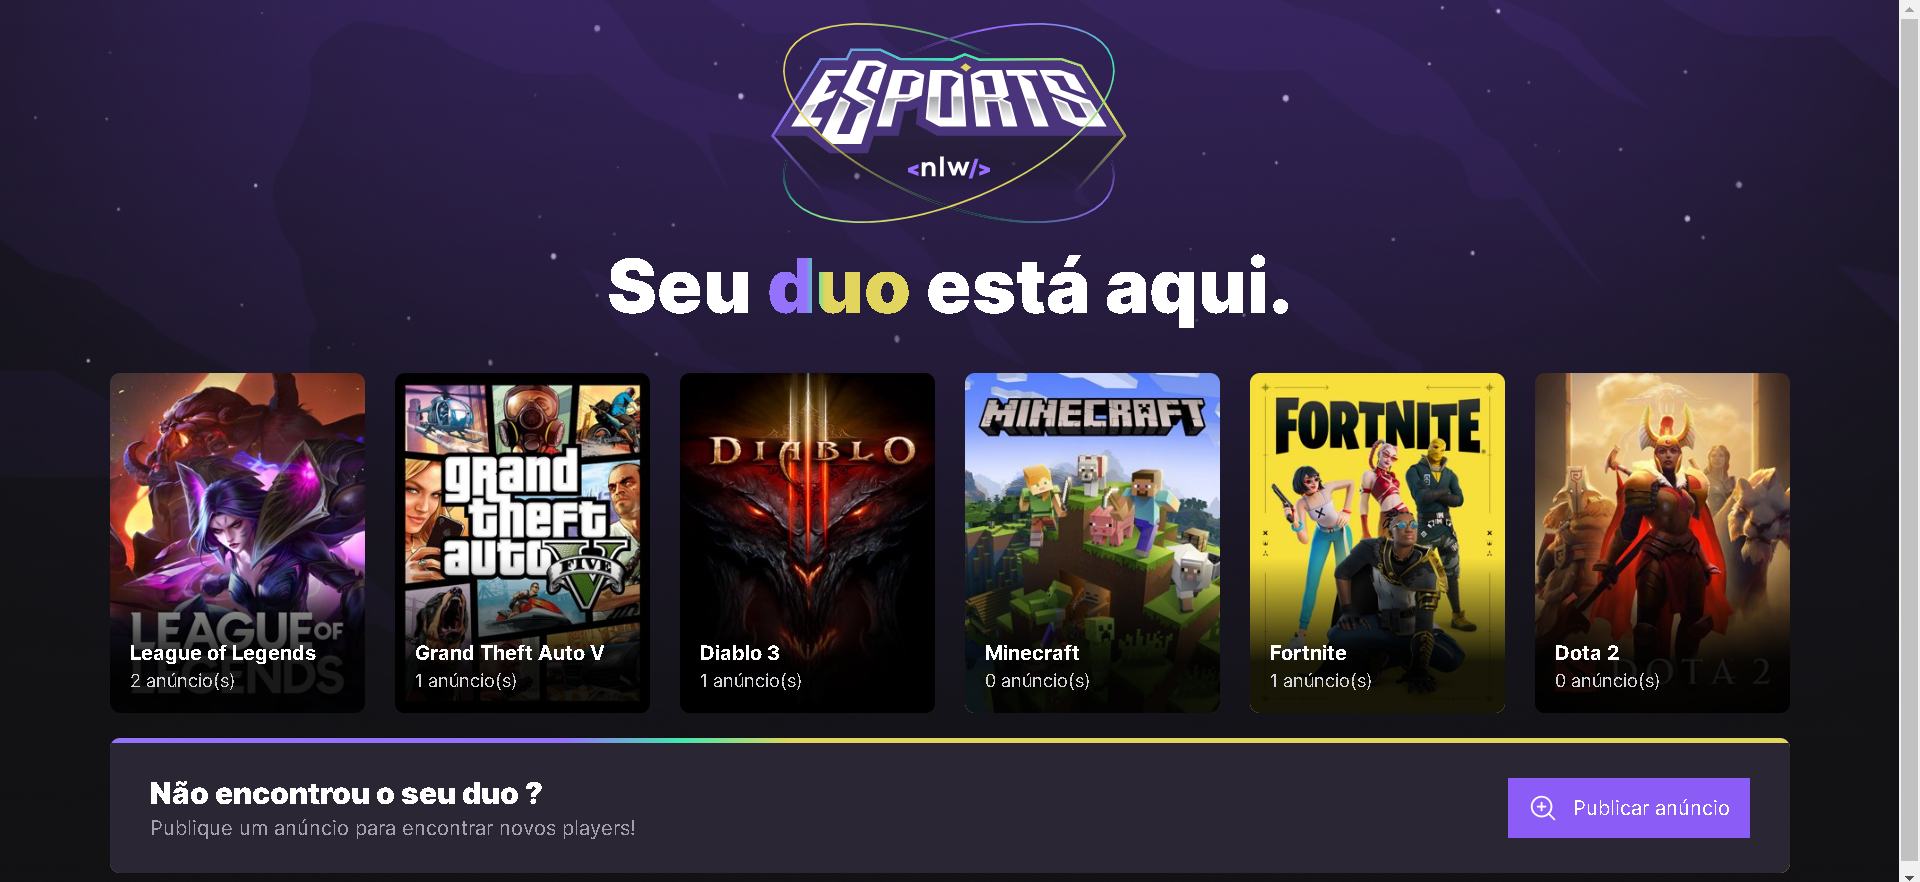 ESPORTS
<nlw/>
Seu duo está aqui.
LEAGUE OF
LEGENDS
League of Legends
2 anúncio(s)
grand
theft
auto
FIVE
Grand Theft Auto V
1 anúncio(s)
DIABLO
Diablo 3
1 anúncio(s)
MINECRAFT
Minecraft
0 anúncio(s)
FORTNITE
Fortnite
1 anúncio(s)
DOTA 2
Dota 2
0 anúncio(s)
Não encontrou o seu duo ?
Publique um anúncio para encontrar novos players!
Publicar anúncio